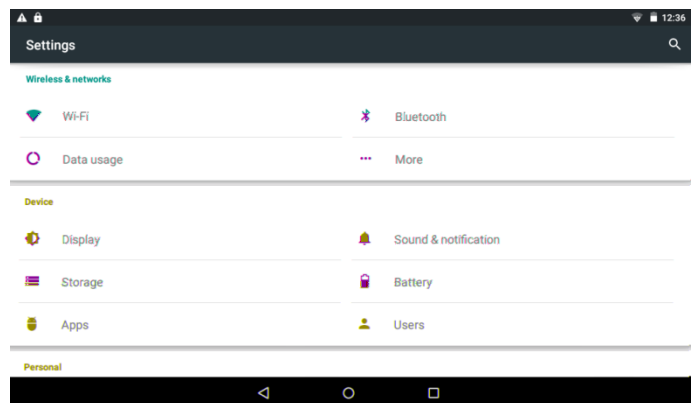 12:36
Settings
Wireless & networks
Wi-Fi Bluetooth
Data usage More
Device
Display Sound & notification
Storage Battery
Apps Users
Personal